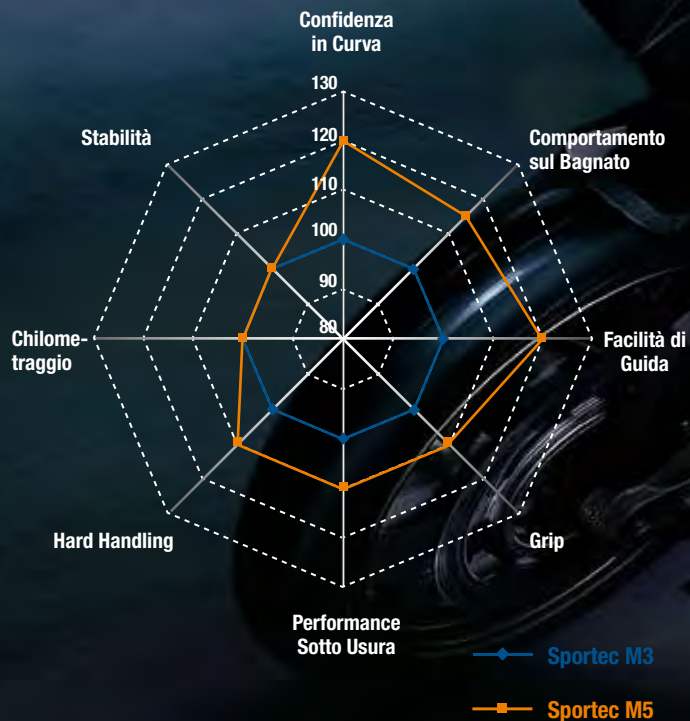 Confidenza
in Curva
130
120
110
100
90
80
Stabilità
Comportamento
sul Bagnato
Chilome-
traggio
Facilità di
Guida
Hard Handling
Grip
Performance
Sotto Usura
Sportec M3
Sportec M5